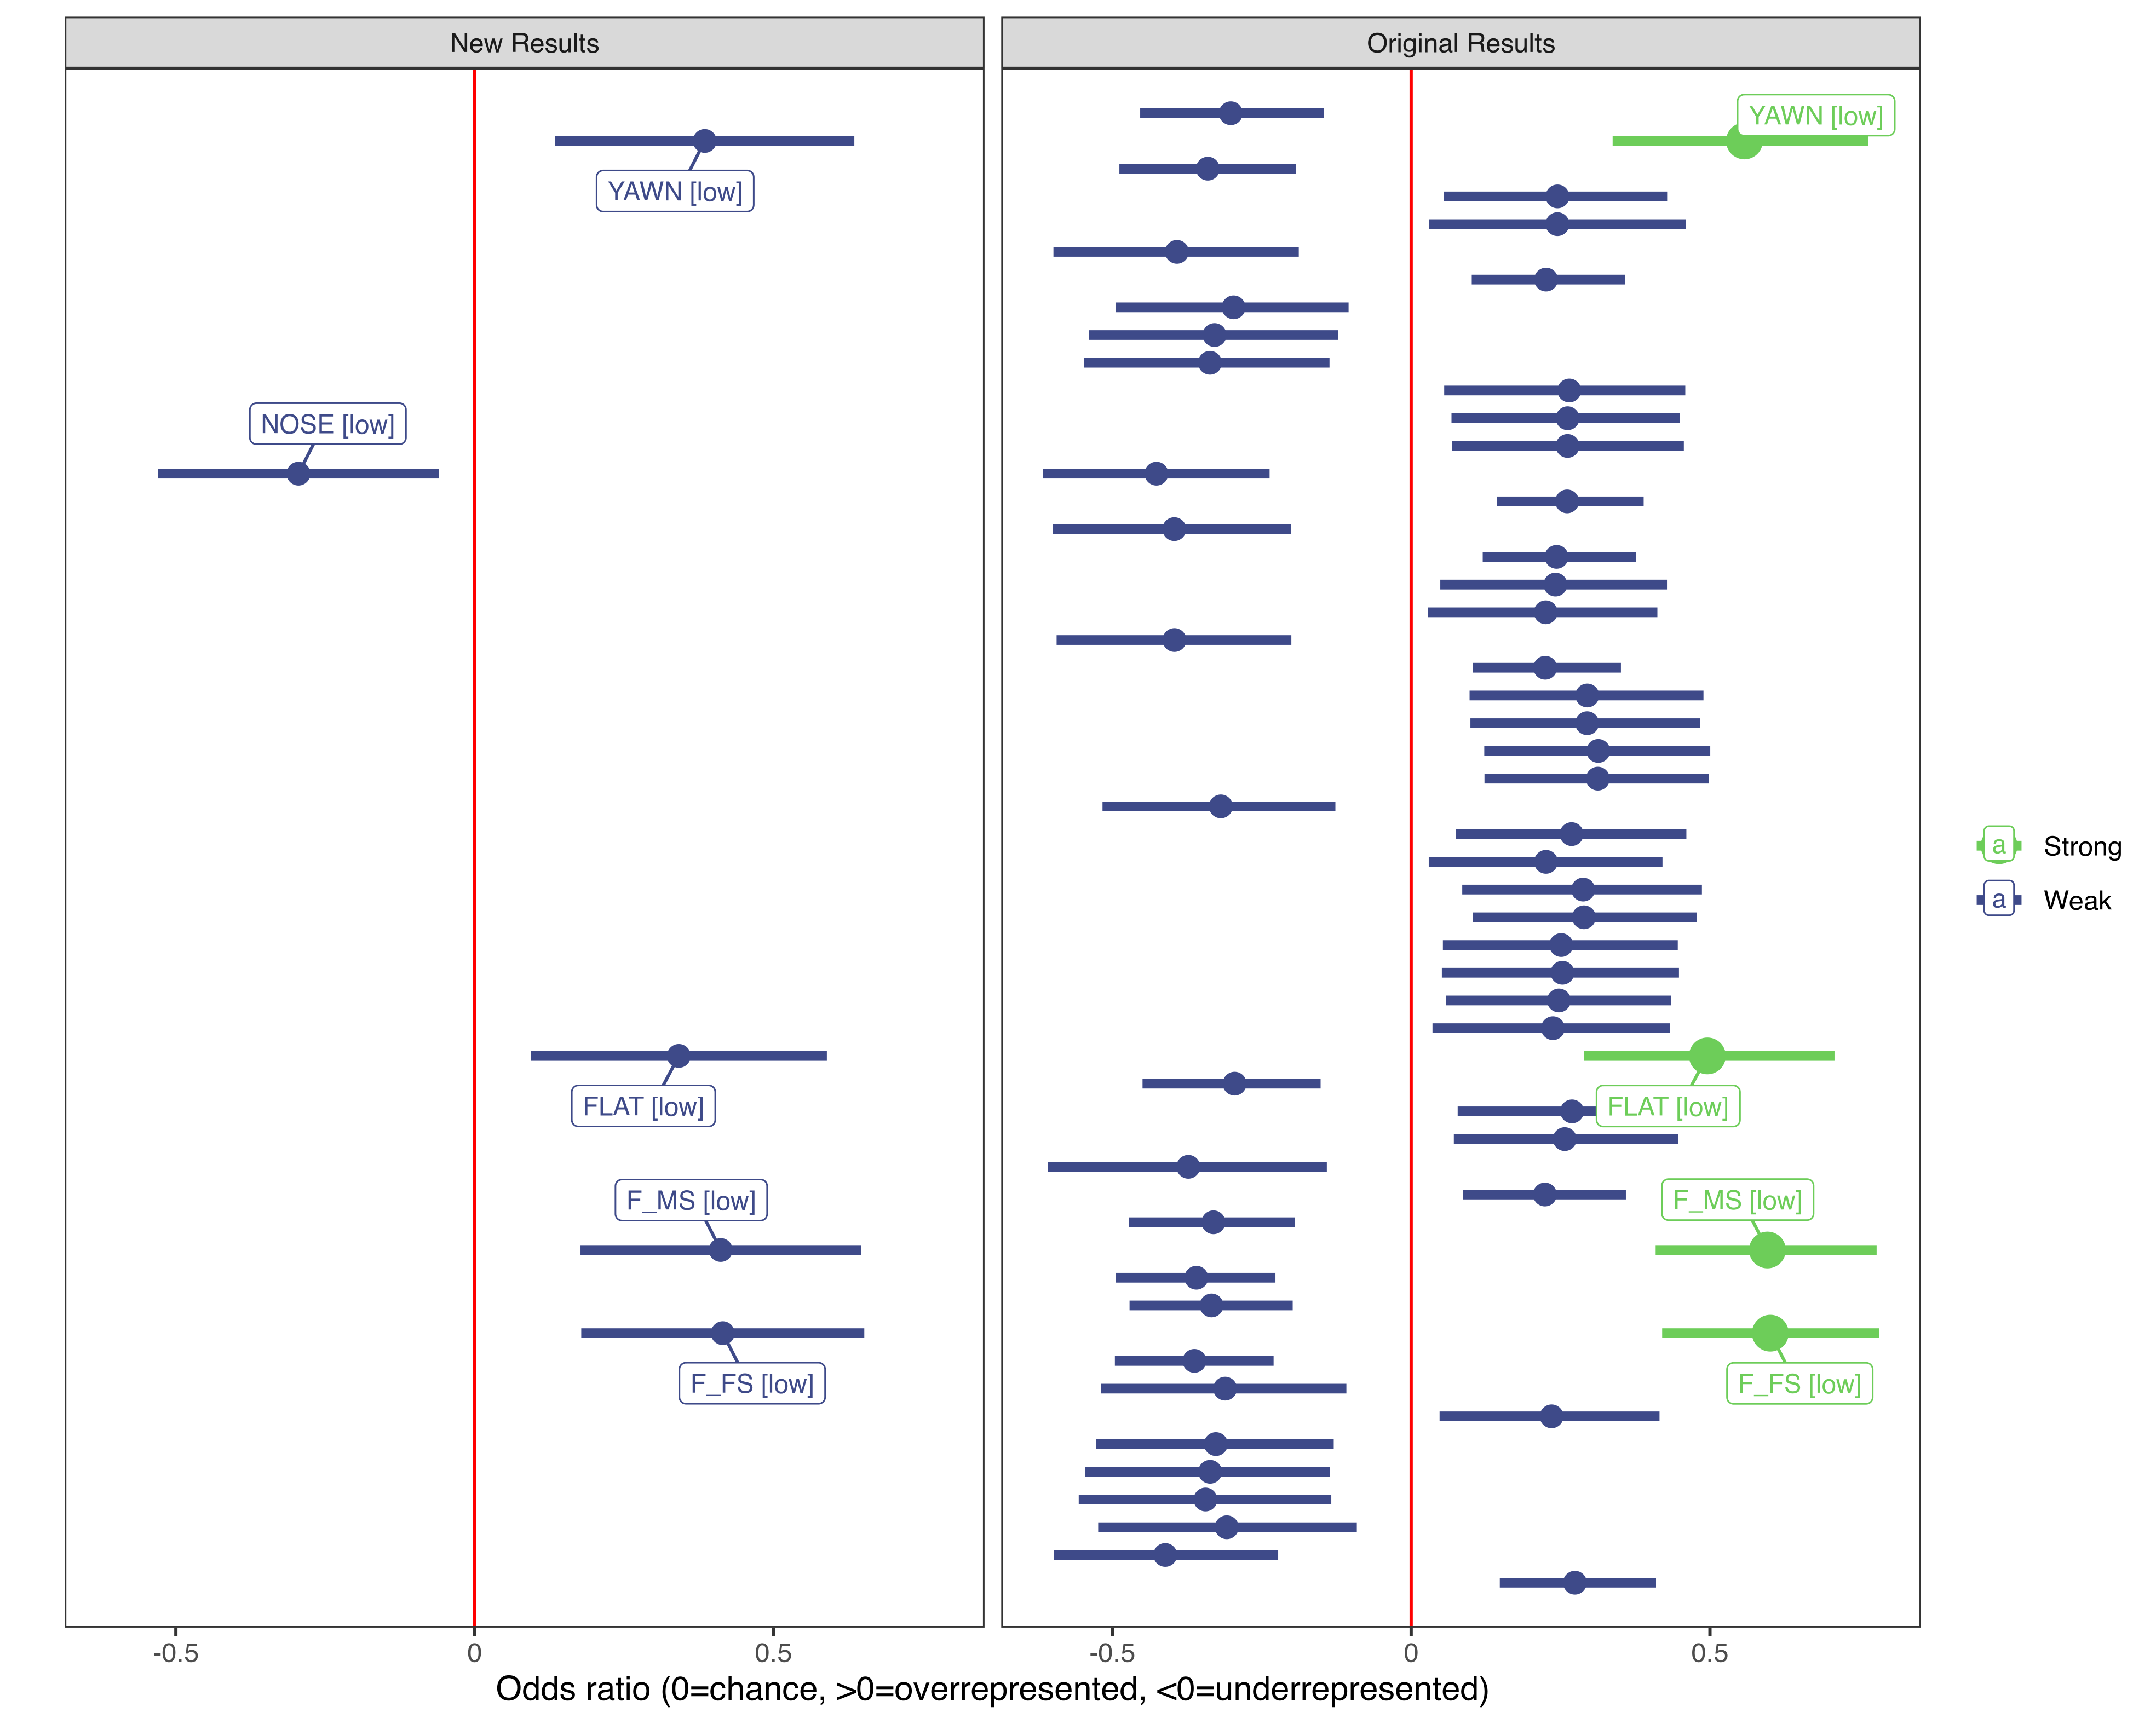 New Results
Original Results
YAWN [low]
YAWN [low]
NOSE [low]
FLAT [low]
FLAT [low]
F_MS [low]
F_MS [low]
F_FS [low]
F_FS [low]
a Strong
a Weak
-0.5 0 0.5
-0.5 0 0.5
Odds ratio (0=chance, >0=overrepresented, <0=underrepresented)